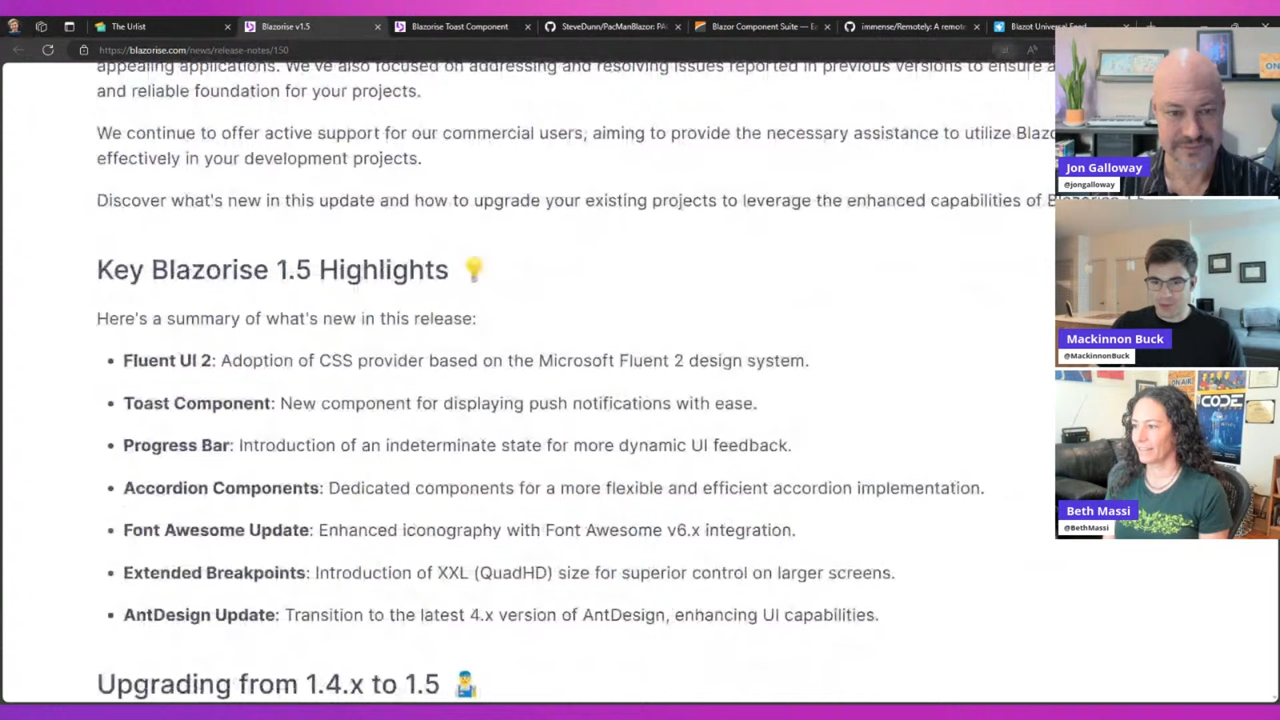 The Urlist
Blazorise v1.5
Blazorise Toast Component
SteveDunn/PacManBlazor:
Blazor Component Suite —
immense/Remotely: A remot
Blazot Universal Feed
https://blazorise.com/news/release-notes/150
appealing applications. We've also focused on addressing and resolving issues reported in previous versions to ensure a
and reliable foundation for your projects.
We continue to offer active support for our commercial users, aiming to provide the necessary assistance to utilize Blazo
effectively in your development projects.
Discover what's new in this update and how to upgrade your existing projects to leverage the enhanced capabilities of
Key Blazorise 1.5 Highlights 💡
Here's a summary of what's new in this release:
• Fluent UI 2: Adoption of CSS provider based on the Microsoft Fluent 2 design system.
• Toast Component: New component for displaying push notifications with ease.
• Progress Bar: Introduction of an indeterminate state for more dynamic UI feedback.
• Accordion Components: Dedicated components for a more flexible and efficient accordion implementation.
• Font Awesome Update: Enhanced iconography with Font Awesome v6.x integration.
• Extended Breakpoints: Introduction of XXL (QuadHD) size for superior control on larger screens.
• AntDesign Update: Transition to the latest 4.x version of AntDesign, enhancing UI capabilities.
Upgrading from 1.4.x to 1.5
Jon Galloway
@jongalloway
Mackinnon Buck
@MackinnonBuck
ON AIR
CODE
Beth Massi
@BethMassi